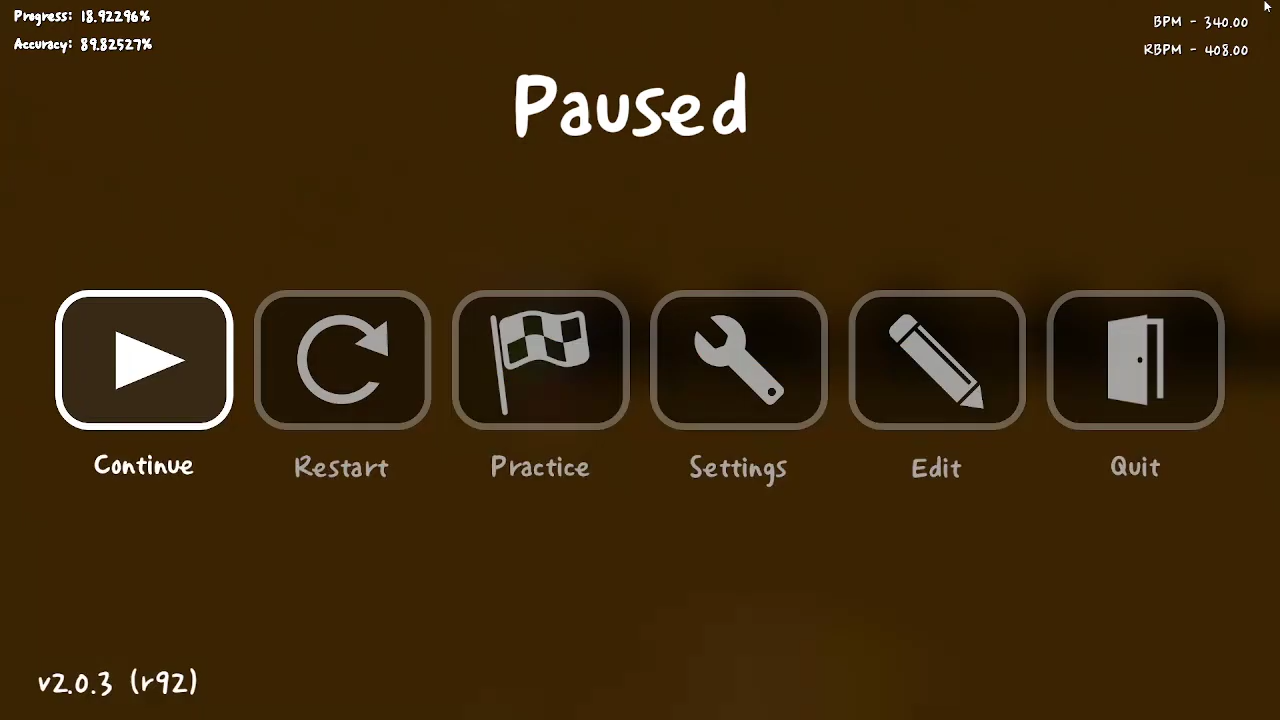 Progress: 18.92296%
Accuracy: 89.82527%
BPM - 340.00
RBPM - 408.00
Paused
Continue
Restart
Practice
Settings
Edit
Quit
v2.0.3 (r92)